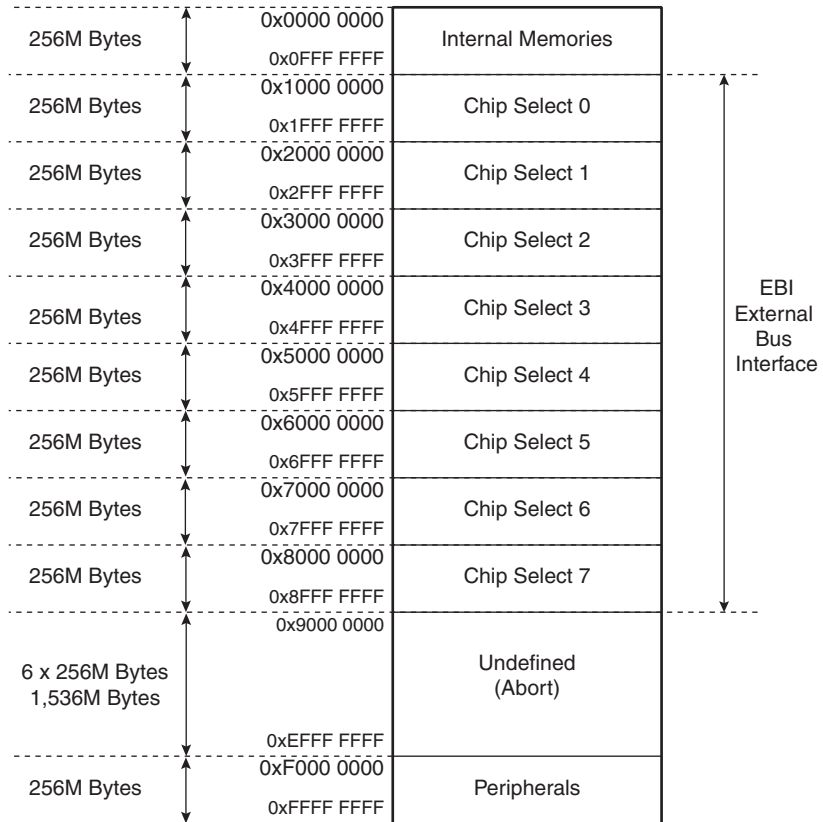 256M Bytes
0x0000 0000
0x0FFF FFFF
Internal Memories
256M Bytes
0x1000 0000
0x1FFF FFFF
Chip Select 0
256M Bytes
0x2000 0000
0x2FFF FFFF
Chip Select 1
256M Bytes
0x3000 0000
0x3FFF FFFF
Chip Select 2
256M Bytes
0x4000 0000
0x4FFF FFFF
Chip Select 3
256M Bytes
0x5000 0000
0x5FFF FFFF
Chip Select 4
256M Bytes
0x6000 0000
0x6FFF FFFF
Chip Select 5
256M Bytes
0x7000 0000
0x7FFF FFFF
Chip Select 6
256M Bytes
0x8000 0000
0x8FFF FFFF
Chip Select 7
EBI
External
Bus
Interface
6 x 256M Bytes
1,536M Bytes
0x9000 0000
0xEFFF FFFF
Undefined
(Abort)
256M Bytes
0xF000 0000
0xFFFF FFFF
Peripherals